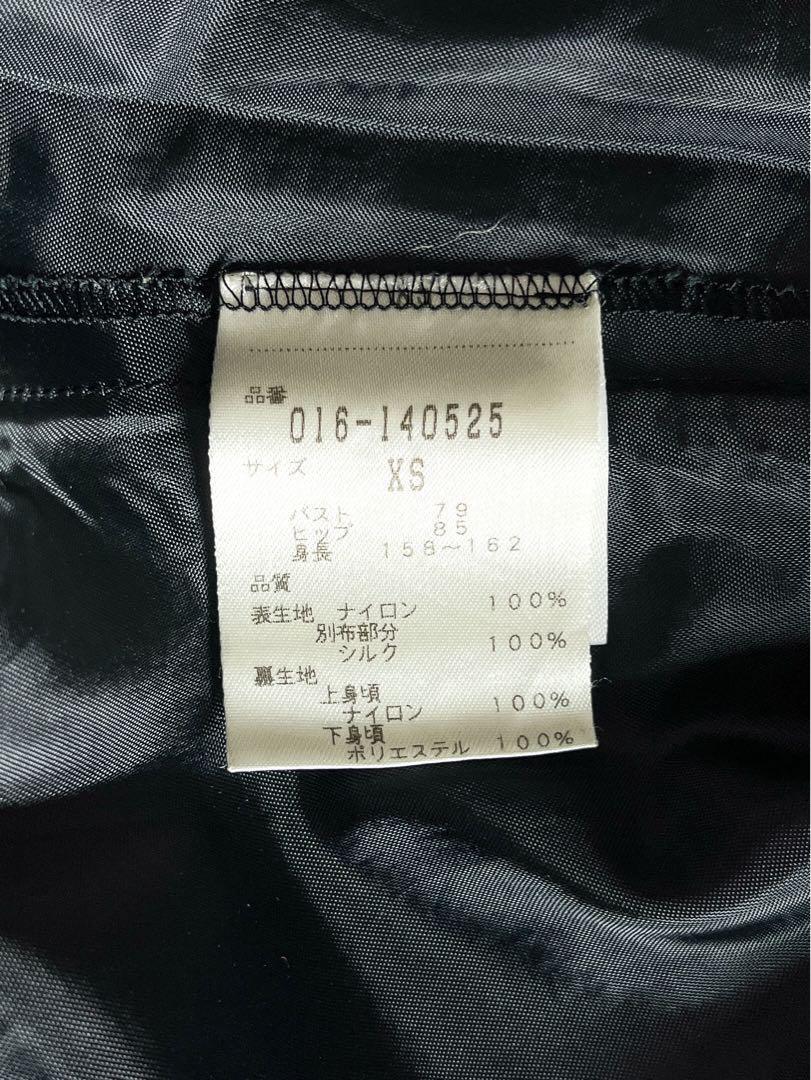 品番
016-140525
サイズ XS
バスト 79
ヒップ 85
身長 158〜162
品質
表生地 ナイロン 100%
別布部分
シルク 100%
裏生地
上身頃
ナイロン 100%
下身頃
ポリエステル 100%